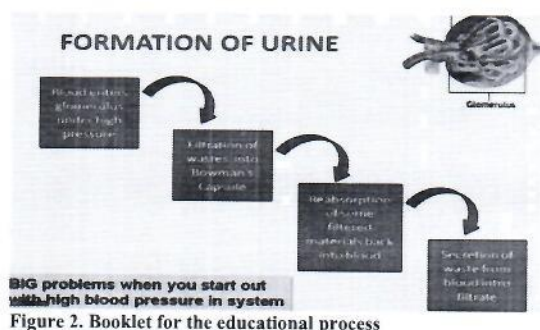 FORMATION OF URINE
Glomerulus
Blood enters
glomerulus
under high
pressure
Filtration of
wastes into
Bowman's
Capsule
Reabsorption
of some
filtered
materials back
into blood
Secretion of
waste from
blood into
filtrate
BIG problems when you start out
with high blood pressure in system
Figure 2. Booklet for the educational process